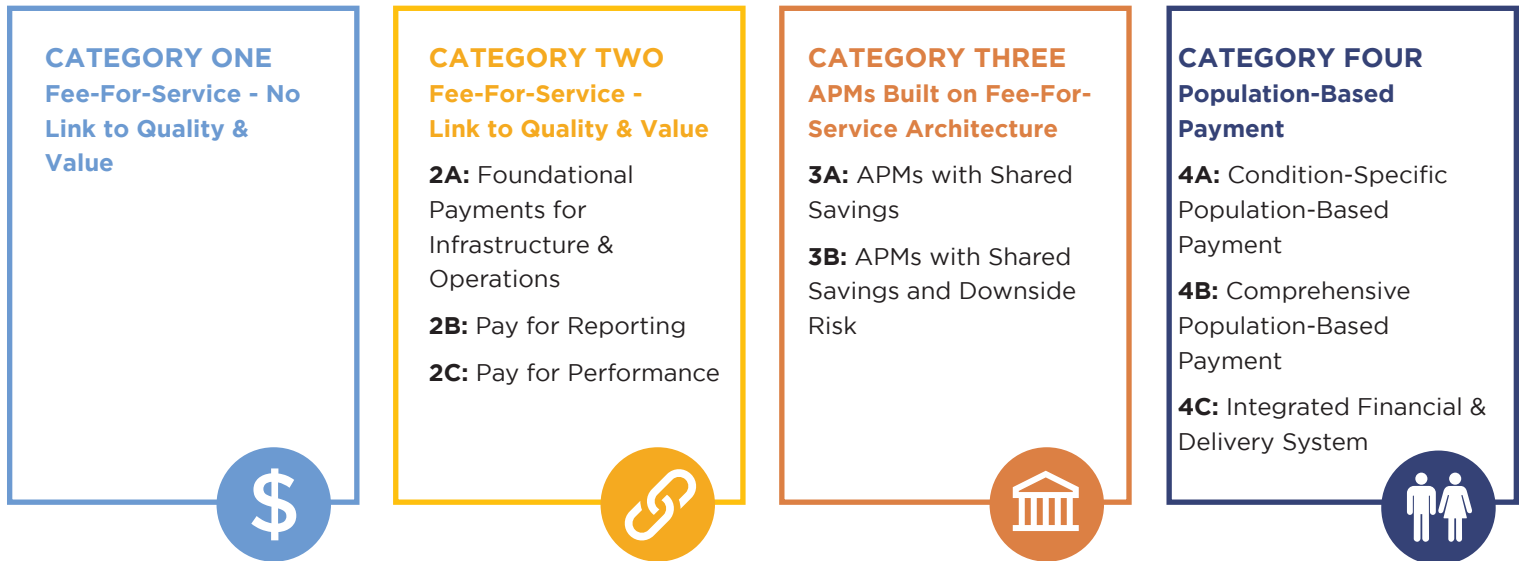 CATEGORY ONE
Fee-For-Service - No
Link to Quality &
Value
CATEGORY TWO
Fee-For-Service -
Link to Quality & Value
2A: Foundational
Payments for
Infrastructure &
Operations
2B: Pay for Reporting
2C: Pay for Performance
CATEGORY THREE
APMs Built on Fee-For-
Service Architecture
3A: APMs with Shared
Savings
3B: APMs with Shared
Savings and Downside
Risk
CATEGORY FOUR
Population-Based
Payment
4A: Condition-Specific
Population-Based
Payment
4B: Comprehensive
Population-Based
Payment
4C: Integrated Financial &
Delivery System
$